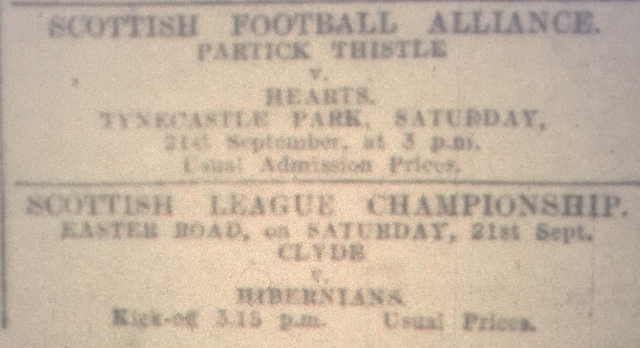 SCOTTISH FOOTBALL ALLIANCE.
PARTICK THISTLE
v.
HEARTS.
TYNECASTLE PARK, SATURDAY,
21st September, at 3 p.m.
Usual Admission Prices.
SCOTTISH LEAGUE CHAMPIONSHIP.
EASTER ROAD, on SATURDAY, 21st Sept.
CLYDE
v.
HIBERNIANS.
Kick-off 3.15 p.m. Usual Prices.